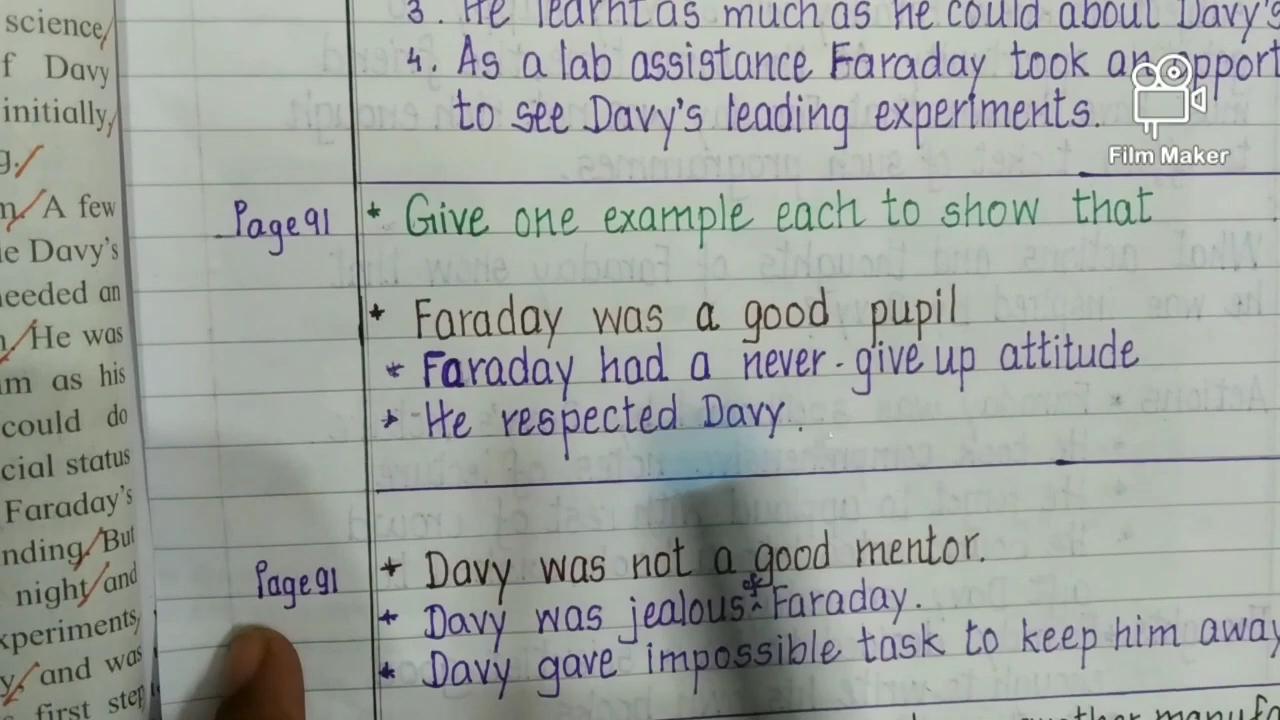 science/
f Davy
initially,/
g./
n./ A few
e Davy's
eeded an
/ He was
m as his
could do
cial status
Faraday's
nding./ But
night/ and
xperiments,
y,/ and was
first step
3. He learnt as much as he could about Davy's
4. As a lab assistance Faraday took an opport
to see Davy's leading experiments.
Film Maker
Page 91 * Give one example each to show that
* Faraday was a good pupil
* Faraday had a never-give up attitude
* He respected Davy.
Page 91 * Davy was not a good mentor.
* Davy was jealous of Faraday.
* Davy gave impossible task to keep him away